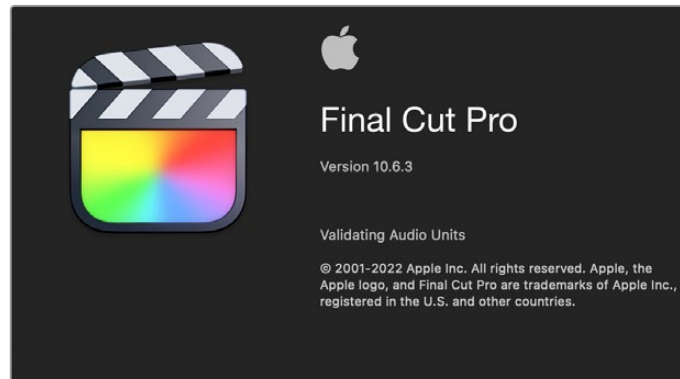 Final Cut Pro
Version 10.6.3
Validating Audio Units
© 2001-2022 Apple Inc. All rights reserved. Apple, the
Apple logo, and Final Cut Pro are trademarks of Apple Inc.,
registered in the U.S. and other countries.